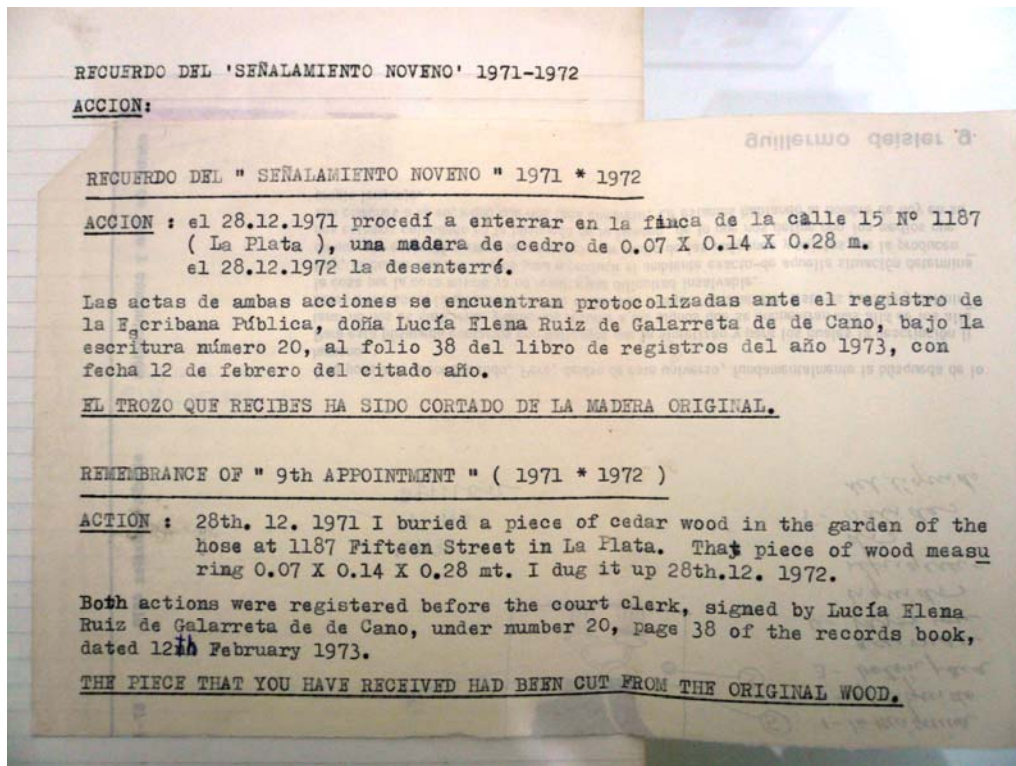 RECUERDO DEL 'SEÑALAMIENTO NOVENO' 1971-1972
ACCION:
guillermo deisler g.
RECUERDO DEL " SEÑALAMIENTO NOVENO " 1971 * 1972
ACCION : el 28.12.1971 procedí a enterrar en la finca de la calle 15 Nº 1187
( La Plata ), una madera de cedro de 0.07 X 0.14 X 0.28 m.
el 28.12.1972 la desenterré.
Las actas de ambas acciones se encuentran protocolizadas ante el registro de
la Escribana Pública, doña Lucía Elena Ruiz de Galarreta de de Cano, bajo la
escritura número 20, al folio 38 del libro de registros del año 1973, con
fecha 12 de febrero del citado año.
EL TROZO QUE RECIBES HA SIDO CORTADO DE LA MADERA ORIGINAL.
REMEMBRANCE OF " 9th APPOINTMENT " ( 1971 * 1972 )
ACTION : 28th. 12. 1971 I buried a piece of cedar wood in the garden of the
hose at 1187 Fifteen Street in La Plata. That piece of wood measu
ring 0.07 X 0.14 X 0.28 mt. I dug it up 28th.12. 1972.
Both actions were registered before the court clerk, signed by Lucía Elena
Ruiz de Galarreta de de Cano, under number 20, page 38 of the records book,
dated 12th February 1973.
THE PIECE THAT YOU HAVE RECEIVED HAD BEEN CUT FROM THE ORIGINAL WOOD.